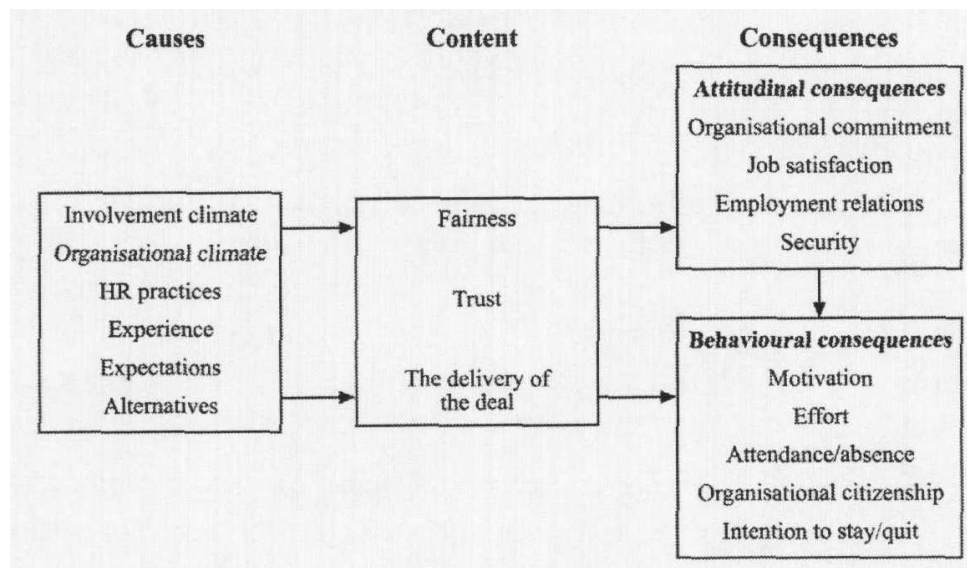 Causes
Content
Consequences
Involvement climate
Organisational climate
HR practices
Experience
Expectations
Alternatives
Fairness
Trust
The delivery of
the deal
Attitudinal consequences
Organisational commitment
Job satisfaction
Employment relations
Security
Behavioural consequences
Motivation
Effort
Attendance/absence
Organisational citizenship
Intention to stay/quit